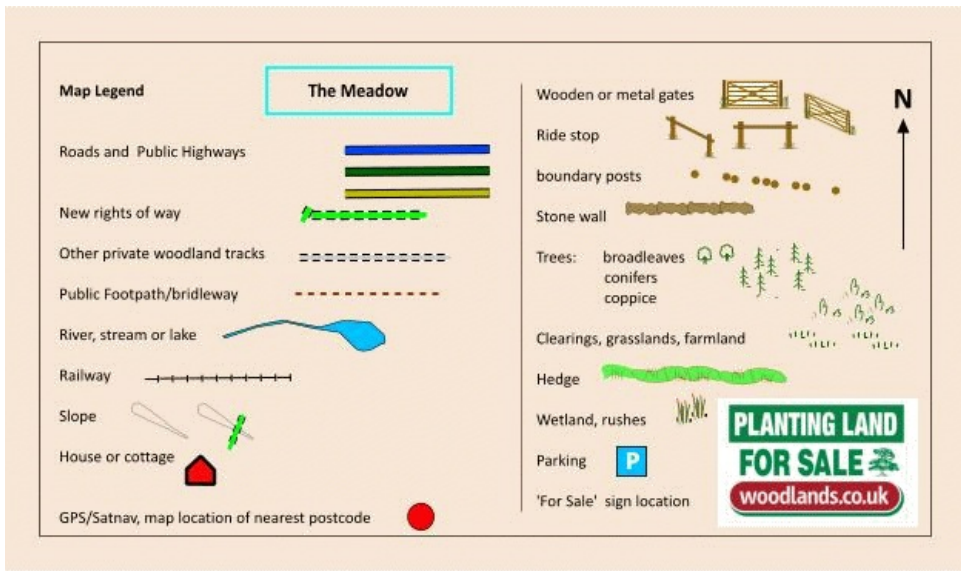 Map Legend
The Meadow
Roads and Public Highways
New rights of way
Other private woodland tracks
Public Footpath/bridleway
River, stream or lake
Railway
Slope
House or cottage
GPS/Satnav, map location of nearest postcode
Wooden or metal gates
N
Ride stop
boundary posts
Stone wall
Trees: broadleaves
conifers
coppice
Clearings, grasslands, farmland
Hedge
Wetland, rushes
Parking
P
'For Sale' sign location
PLANTING LAND
FOR SALE
woodlands.co.uk